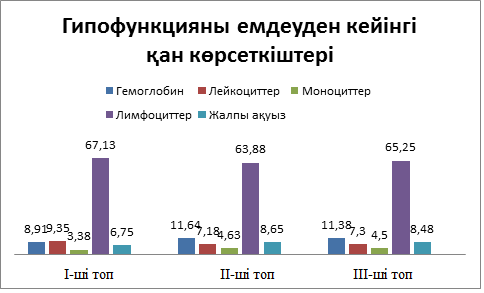 Гипофункцияны емдеуден кейінгі
қан көрсеткіштері
Гемоглобин Лейкоциттер Моноциттер
Лимфоциттер Жалпы ақуыз
8,91 9,35 3,38 67,13 6,75
11,64 7,18 4,63 63,88 8,65
11,38 7,3 4,5 65,25 8,48
І-ші топ ІІ-ші топ ІІІ-ші топ